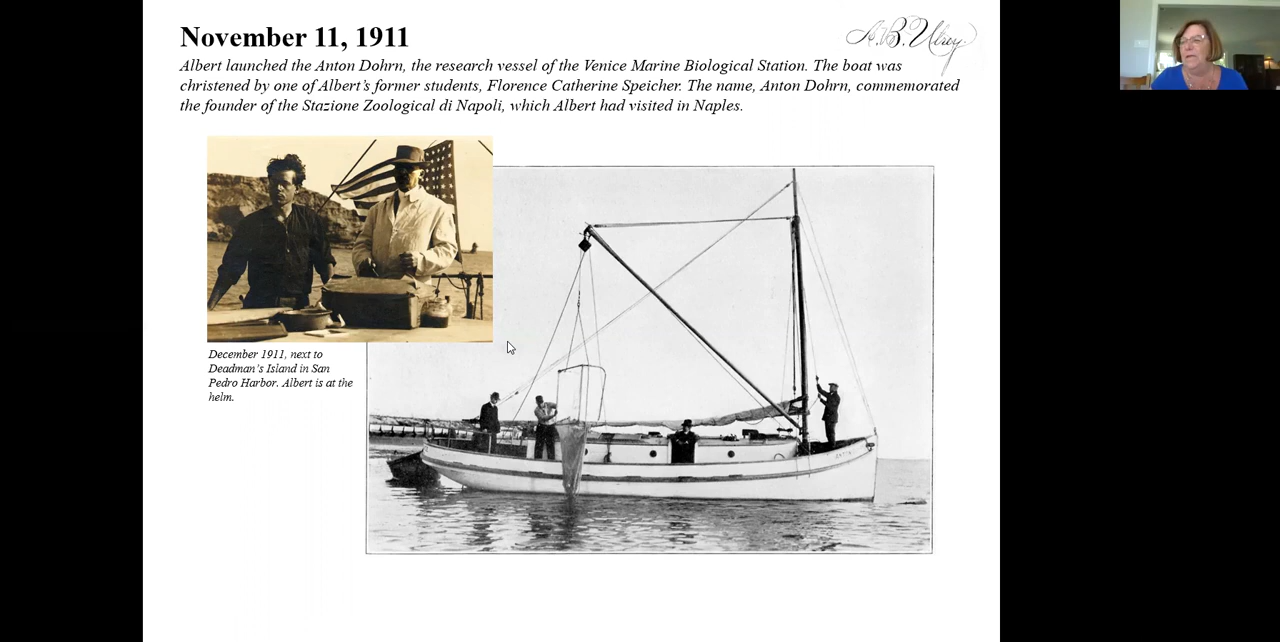 November 11, 1911
A.B. Ulrey
Albert launched the Anton Dohrn, the research vessel of the Venice Marine Biological Station. The boat was
christened by one of Albert's former students, Florence Catherine Speicher. The name, Anton Dohrn, commemorated
the founder of the Stazione Zoological di Napoli, which Albert had visited in Naples.
December 1911, next to
Deadman's Island in San
Pedro Harbor. Albert is at the
helm.